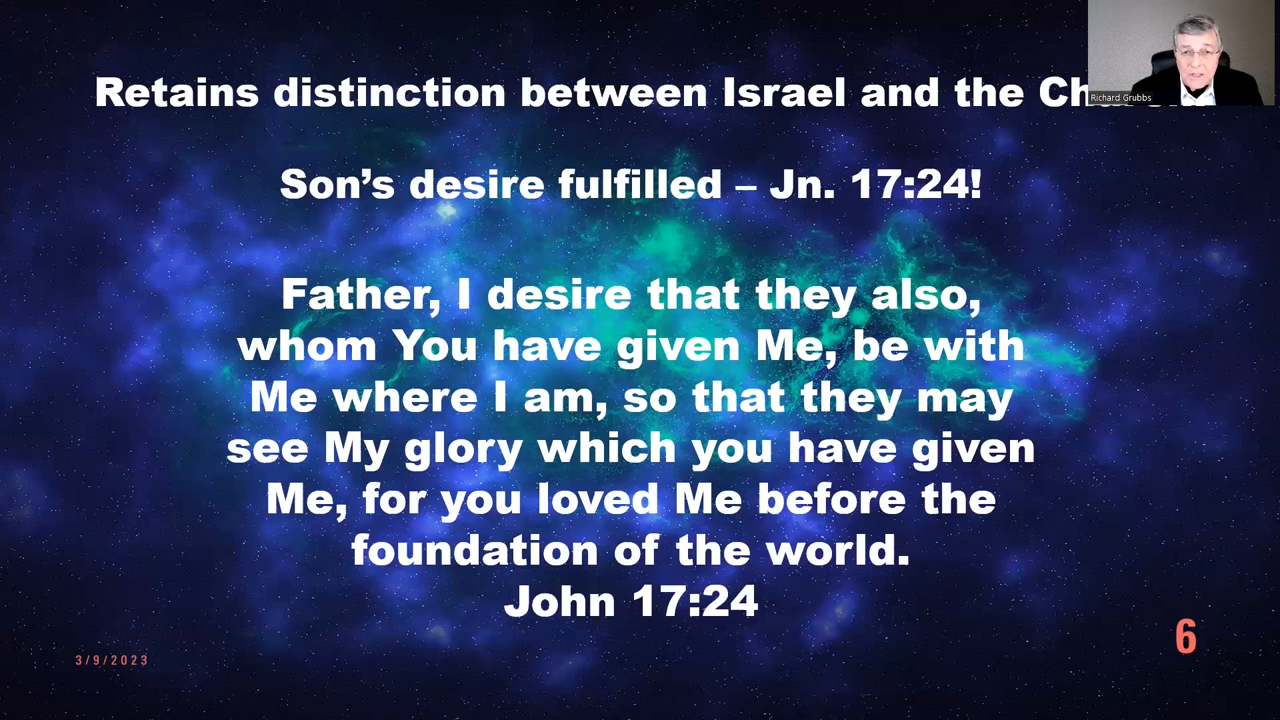 Retains distinction between Israel and the
Richard Grubbs
Son’s desire fulfilled – Jn. 17:24!
Father, I desire that they also,
whom You have given Me, be with
Me where I am, so that they may
see My glory which you have given
Me, for you loved Me before the
foundation of the world.
John 17:24
6
3/9/2023